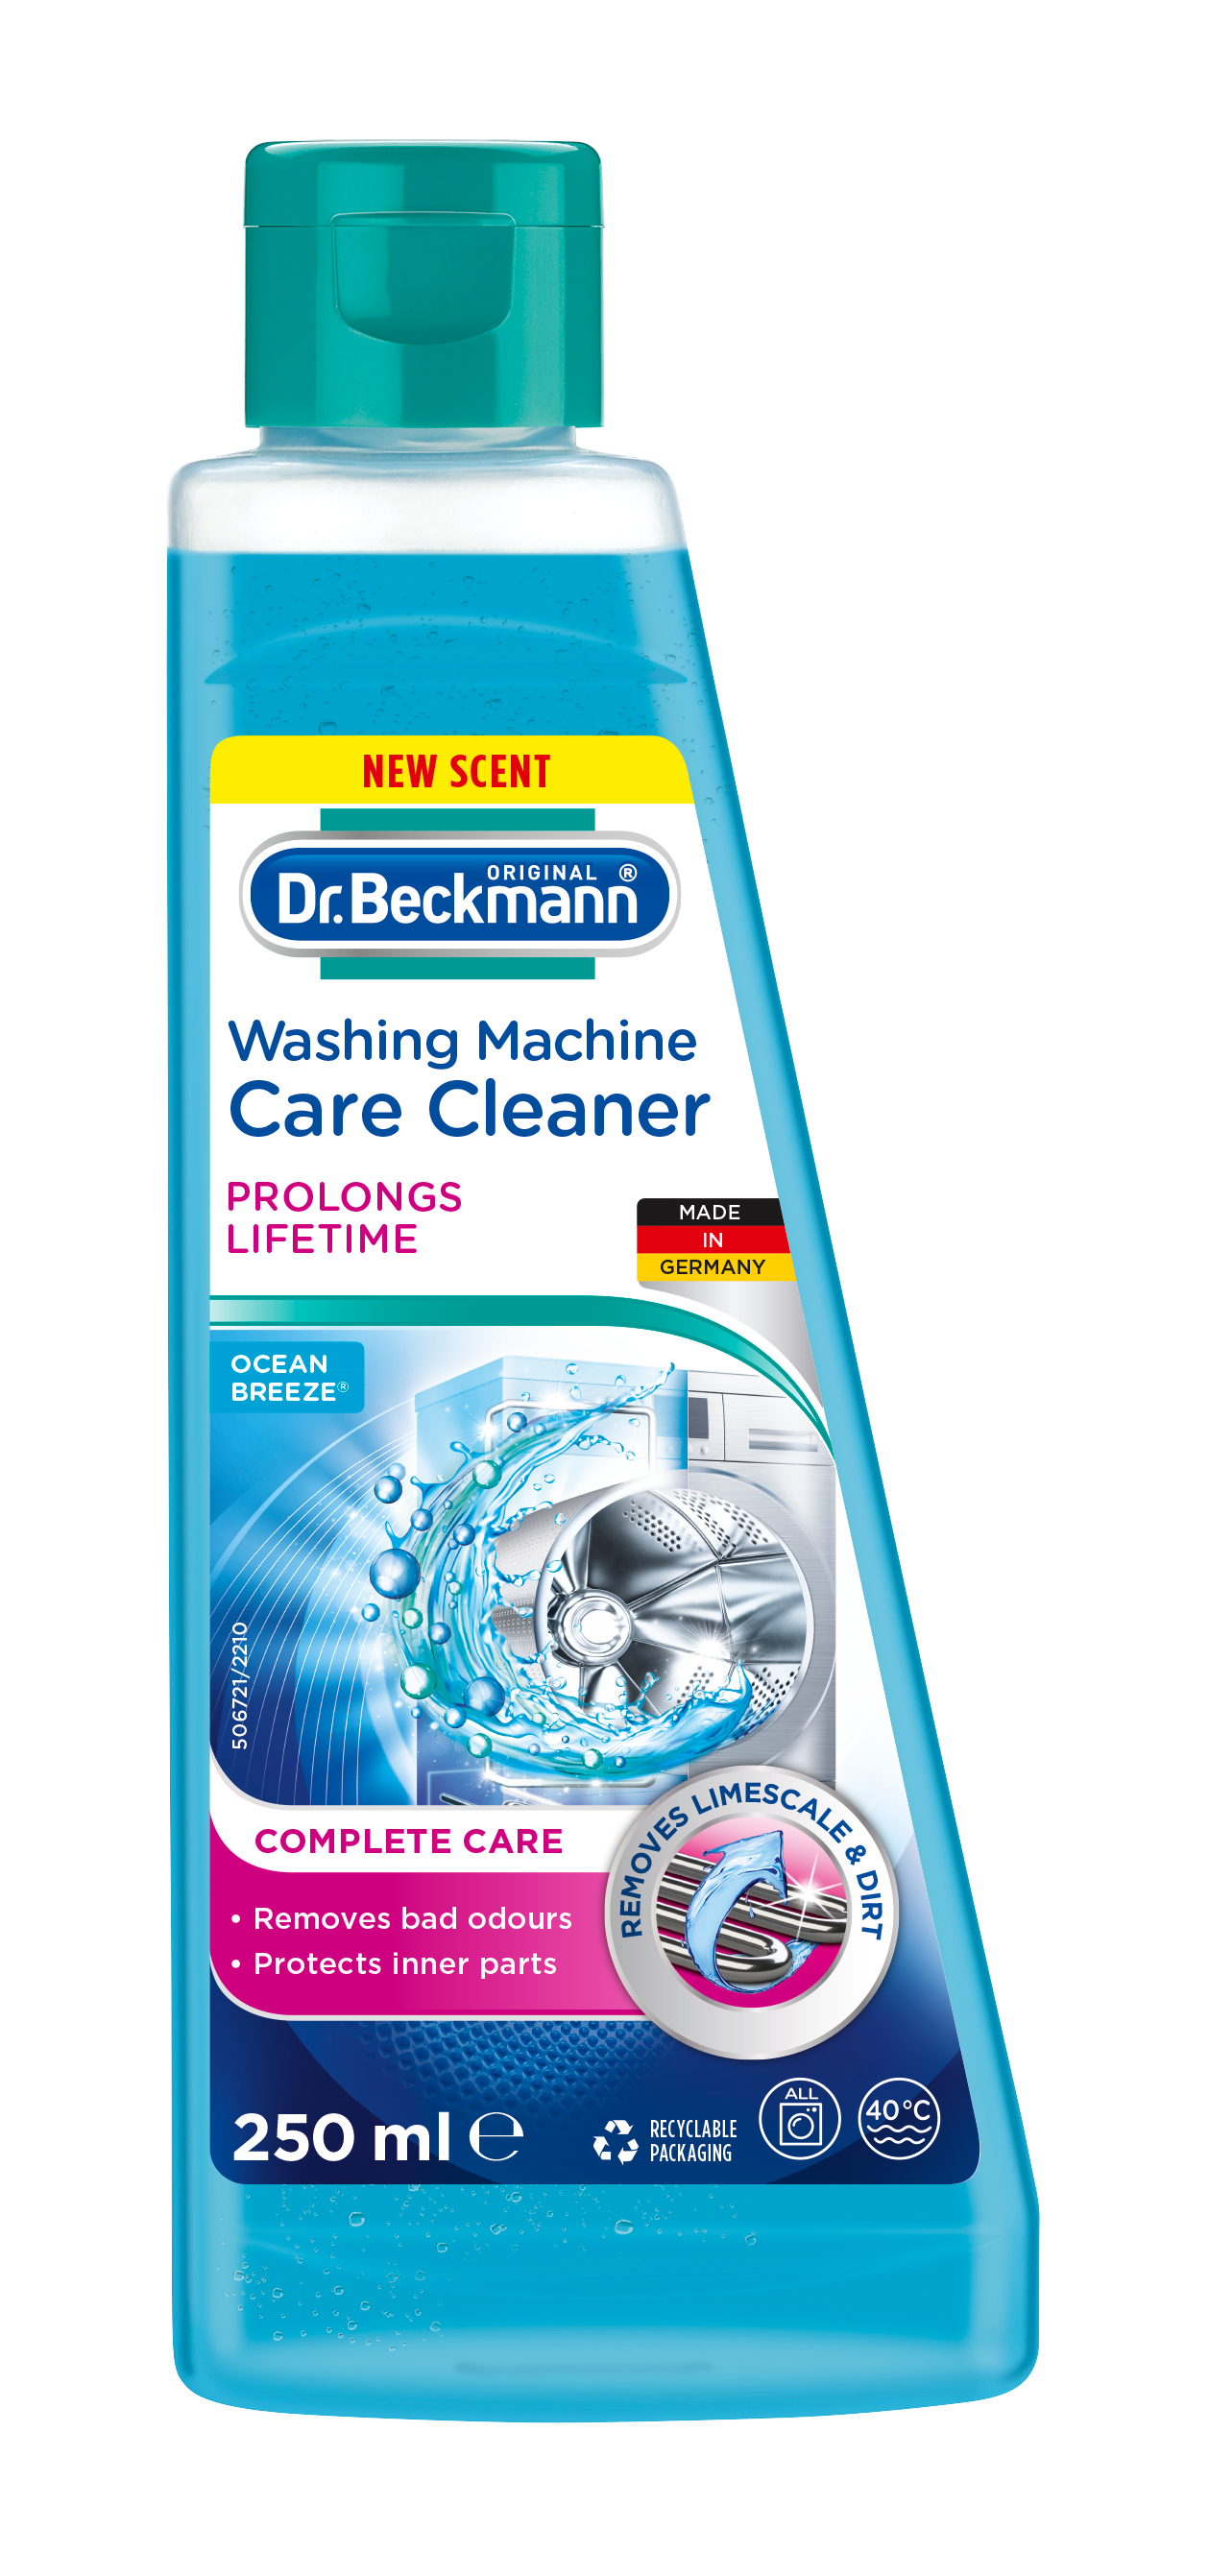 NEW SCENT
ORIGINAL ®
Dr.Beckmann
Washing Machine
Care Cleaner
PROLONGS
LIFETIME
MADE
IN
GERMANY
OCEAN
BREEZE®
506721/2210
REMOVES LIMESCALE & DIRT
COMPLETE CARE
• Removes bad odours
• Protects inner parts
250 ml ℮
RECYCLABLE
PACKAGING
ALL
40°C